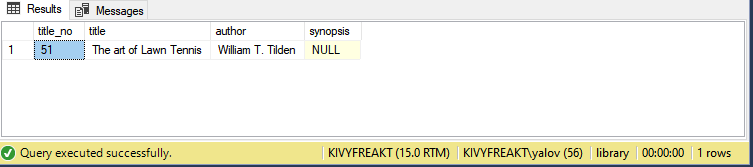 Results Messages
title_no title author synopsis
1 51 The art of Lawn Tennis William T. Tilden NULL
Query executed successfully. KIVYFREAKT (15.0 RTM) KIVYFREAKT\yalov (56) library 00:00:00 1 rows